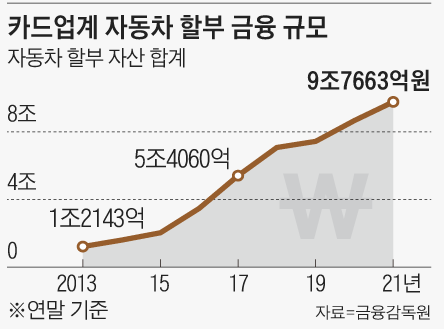 카드업계 자동차 할부 금융 규모
자동차 할부 자산 합계
9조7663억원
8조
5조4060억
4조
1조2143억
0
2013 15 17 19 21년
※연말 기준
자료=금융감독원
₩